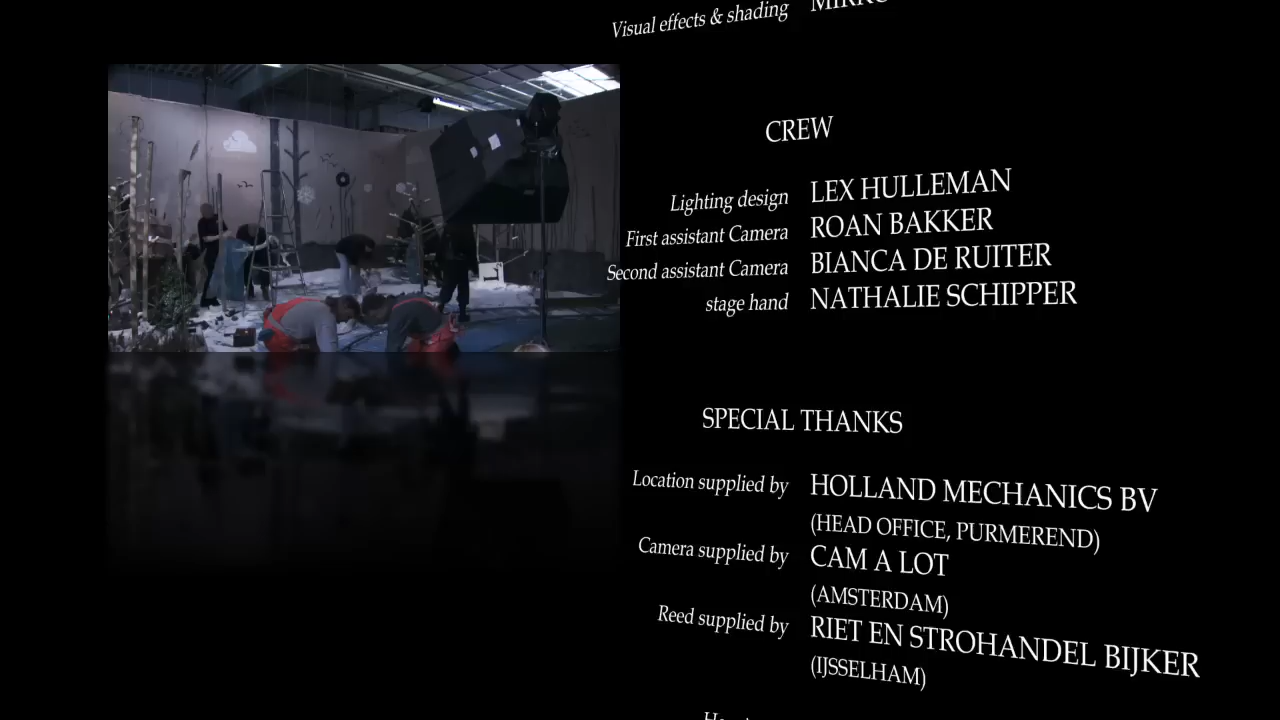 Visual effects & shading
CREW
Lighting design LEX HULLEMAN
First assistant Camera ROAN BAKKER
Second assistant Camera BIANCA DE RUITER
stage hand NATHALIE SCHIPPER
SPECIAL THANKS
Location supplied by HOLLAND MECHANICS BV
(HEAD OFFICE, PURMEREND)
Camera supplied by CAM A LOT
(AMSTERDAM)
Reed supplied by RIET EN STROHANDEL BIJKER
(IJSSELHAM)